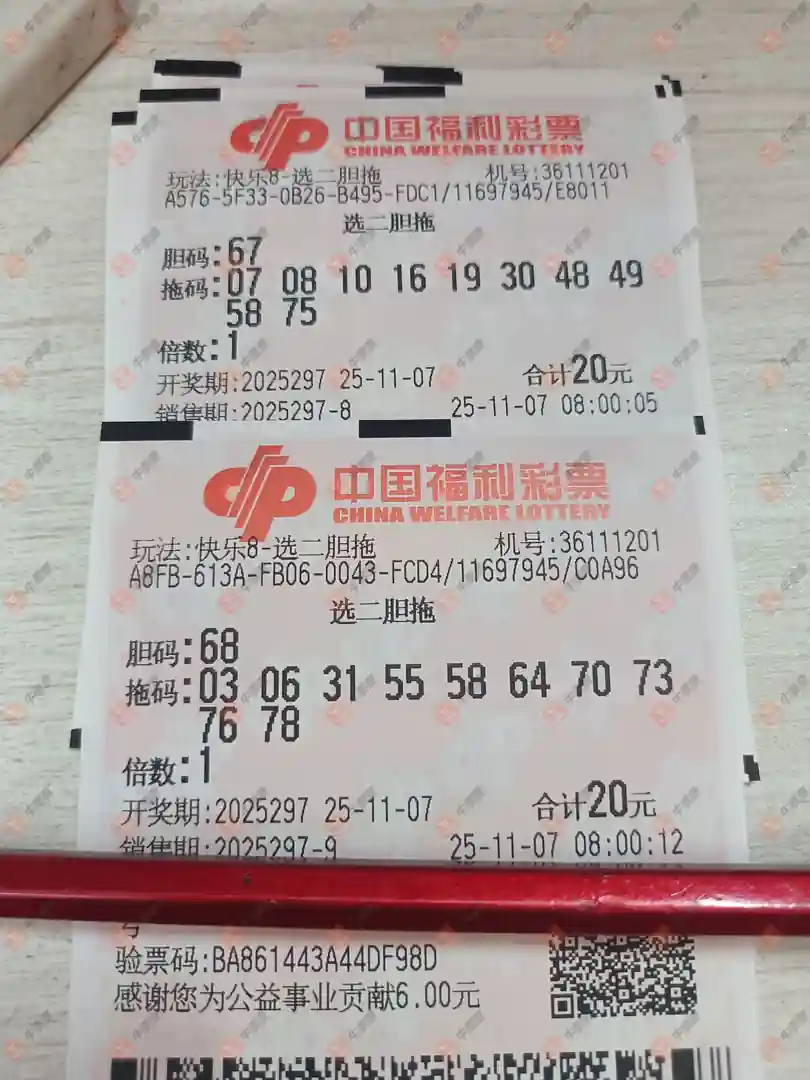 中国福利彩票
CHINA WELFARE LOTTERY
玩法:快乐8-选二胆拖 机号:36111201
A576-5F33-0B26-B495-FDC1/11697945/E8011
选二胆拖
胆码:67
拖码:07 08 10 16 19 30 48 49
58 75
倍数:1
开奖期:2025297 25-11-07 合计20元
销售期:2025297-8 25-11-07 08:00:05
中国福利彩票
CHINA WELFARE LOTTERY
玩法:快乐8-选二胆拖 机号:36111201
A8FB-613A-FB06-0043-FCD4/11697945/C0A96
选二胆拖
胆码:68
拖码:03 06 31 55 58 64 70 73
76 78
倍数:1
开奖期:2025297 25-11-07 合计20元
销售期:2025297-9 25-11-07 08:00:12
号
验票码:BA861443A44DF98D
感谢您为公益事业贡献6.00元